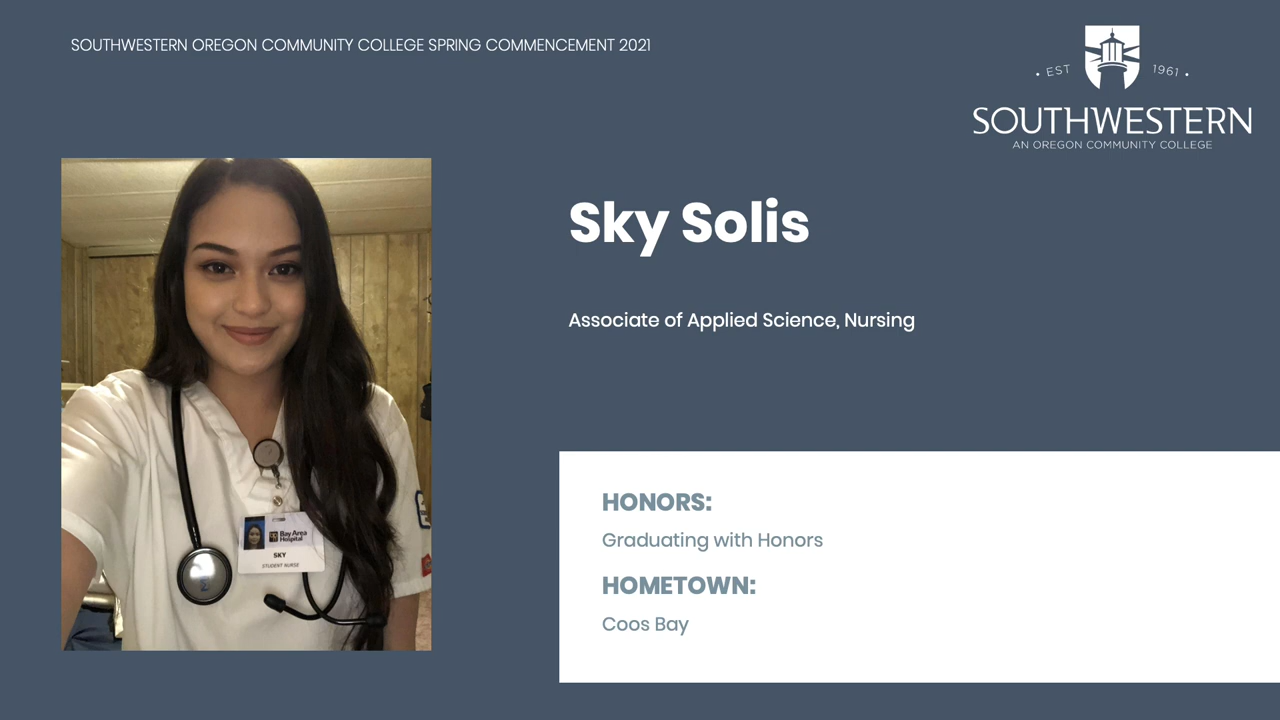 SOUTHWESTERN OREGON COMMUNITY COLLEGE SPRING COMMENCEMENT 2021
• EST 1961 •
SOUTHWESTERN
AN OREGON COMMUNITY COLLEGE
Sky Solis
Associate of Applied Science, Nursing
Bay Area
Hospital
SKY
STUDENT NURSE
HONORS:
Graduating with Honors
HOMETOWN:
Coos Bay